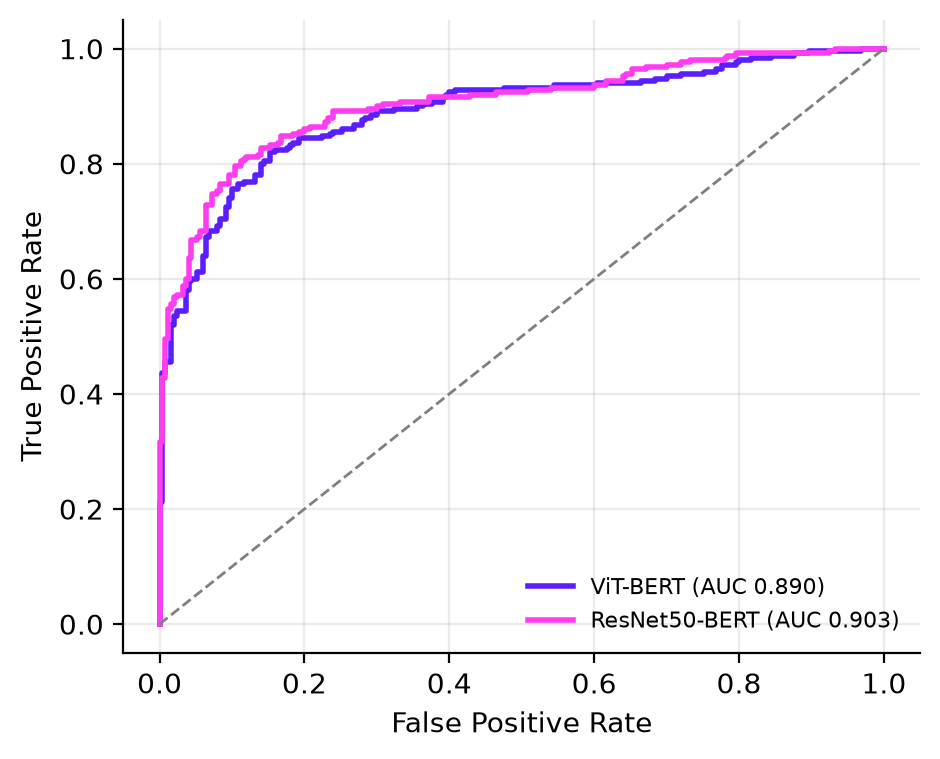 1.0
0.8
0.6
0.4
0.2
0.0
True Positive Rate
ViT-BERT (AUC 0.890)
ResNet50-BERT (AUC 0.903)
0.0 0.2 0.4 0.6 0.8 1.0
False Positive Rate